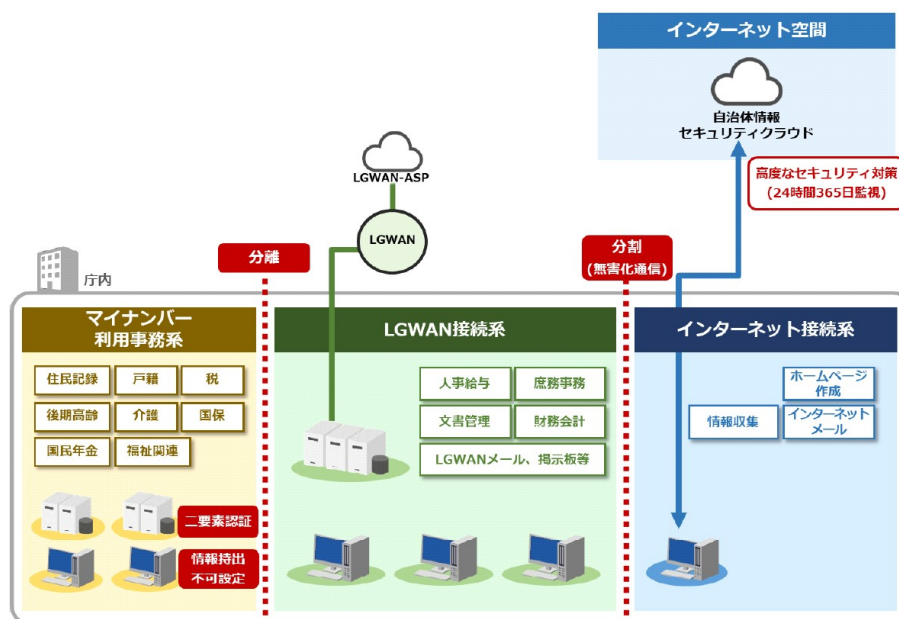 インターネット空間
自治体情報
セキュリティクラウド
高度なセキュリティ対策
(24時間365日監視)
LGWAN-ASP
LGWAN
分離
分割
(無害化通信)
庁内
マイナンバー
利用事務系
住民記録
戸籍
税
後期高齢
介護
国保
国民年金
福祉関連
二要素認証
情報持出
不可設定
LGWAN接続系
人事給与
庶務事務
文書管理
財務会計
LGWANメール、掲示板等
インターネット接続系
ホームページ
作成
情報収集
インターネット
メール